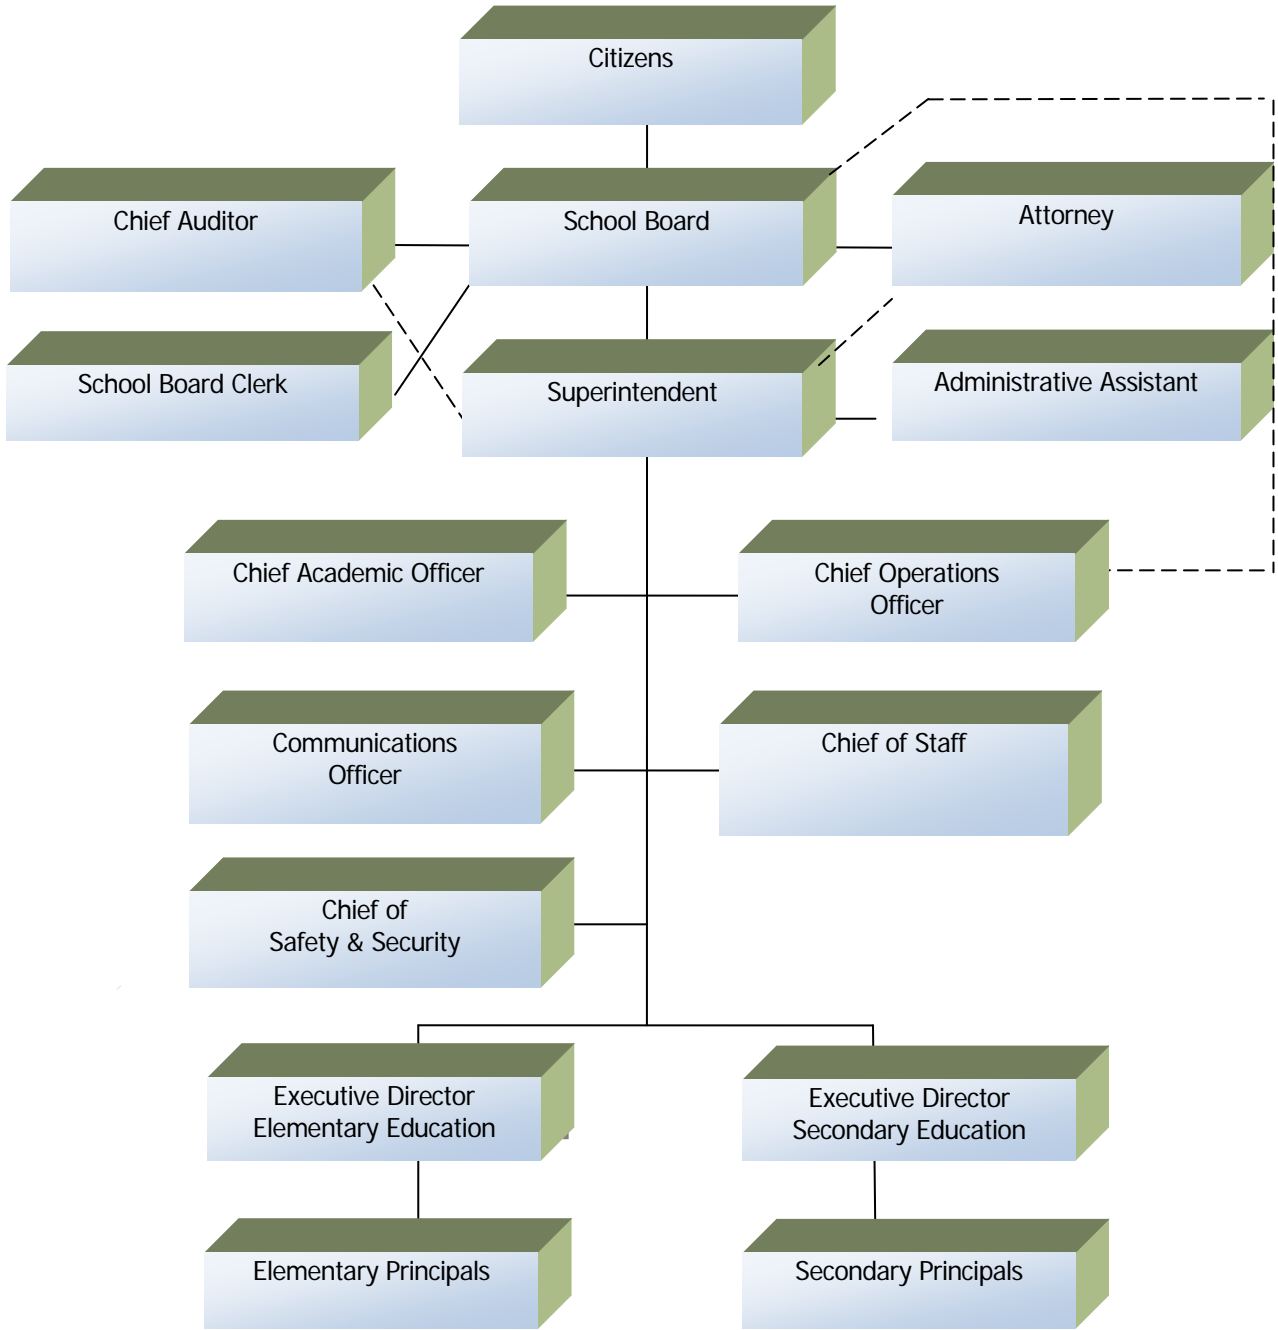 Citizens
Chief Auditor
School Board
Attorney
School Board Clerk
Superintendent
Administrative Assistant
Chief Academic Officer
Chief Operations
Officer
Communications
Officer
Chief of Staff
Chief of
Safety & Security
Executive Director
Elementary Education
Executive Director
Secondary Education
Elementary Principals
Secondary Principals